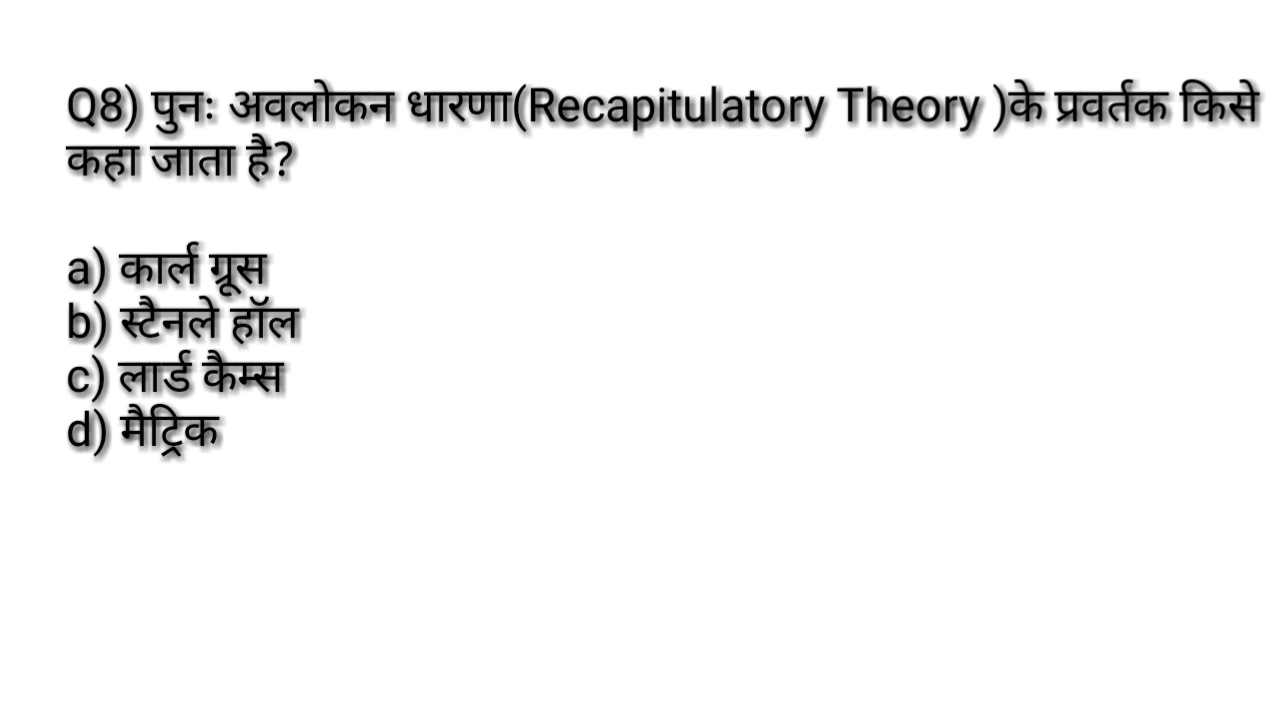 Q8) पुनः अवलोकन धारणा(Recapitulatory Theory )के प्रवर्तक किसे
कहा जाता है?
a) कार्ल ग्रूस
b) स्टैनले हॉल
c) लार्ड कैम्स
d) मैट्रिक